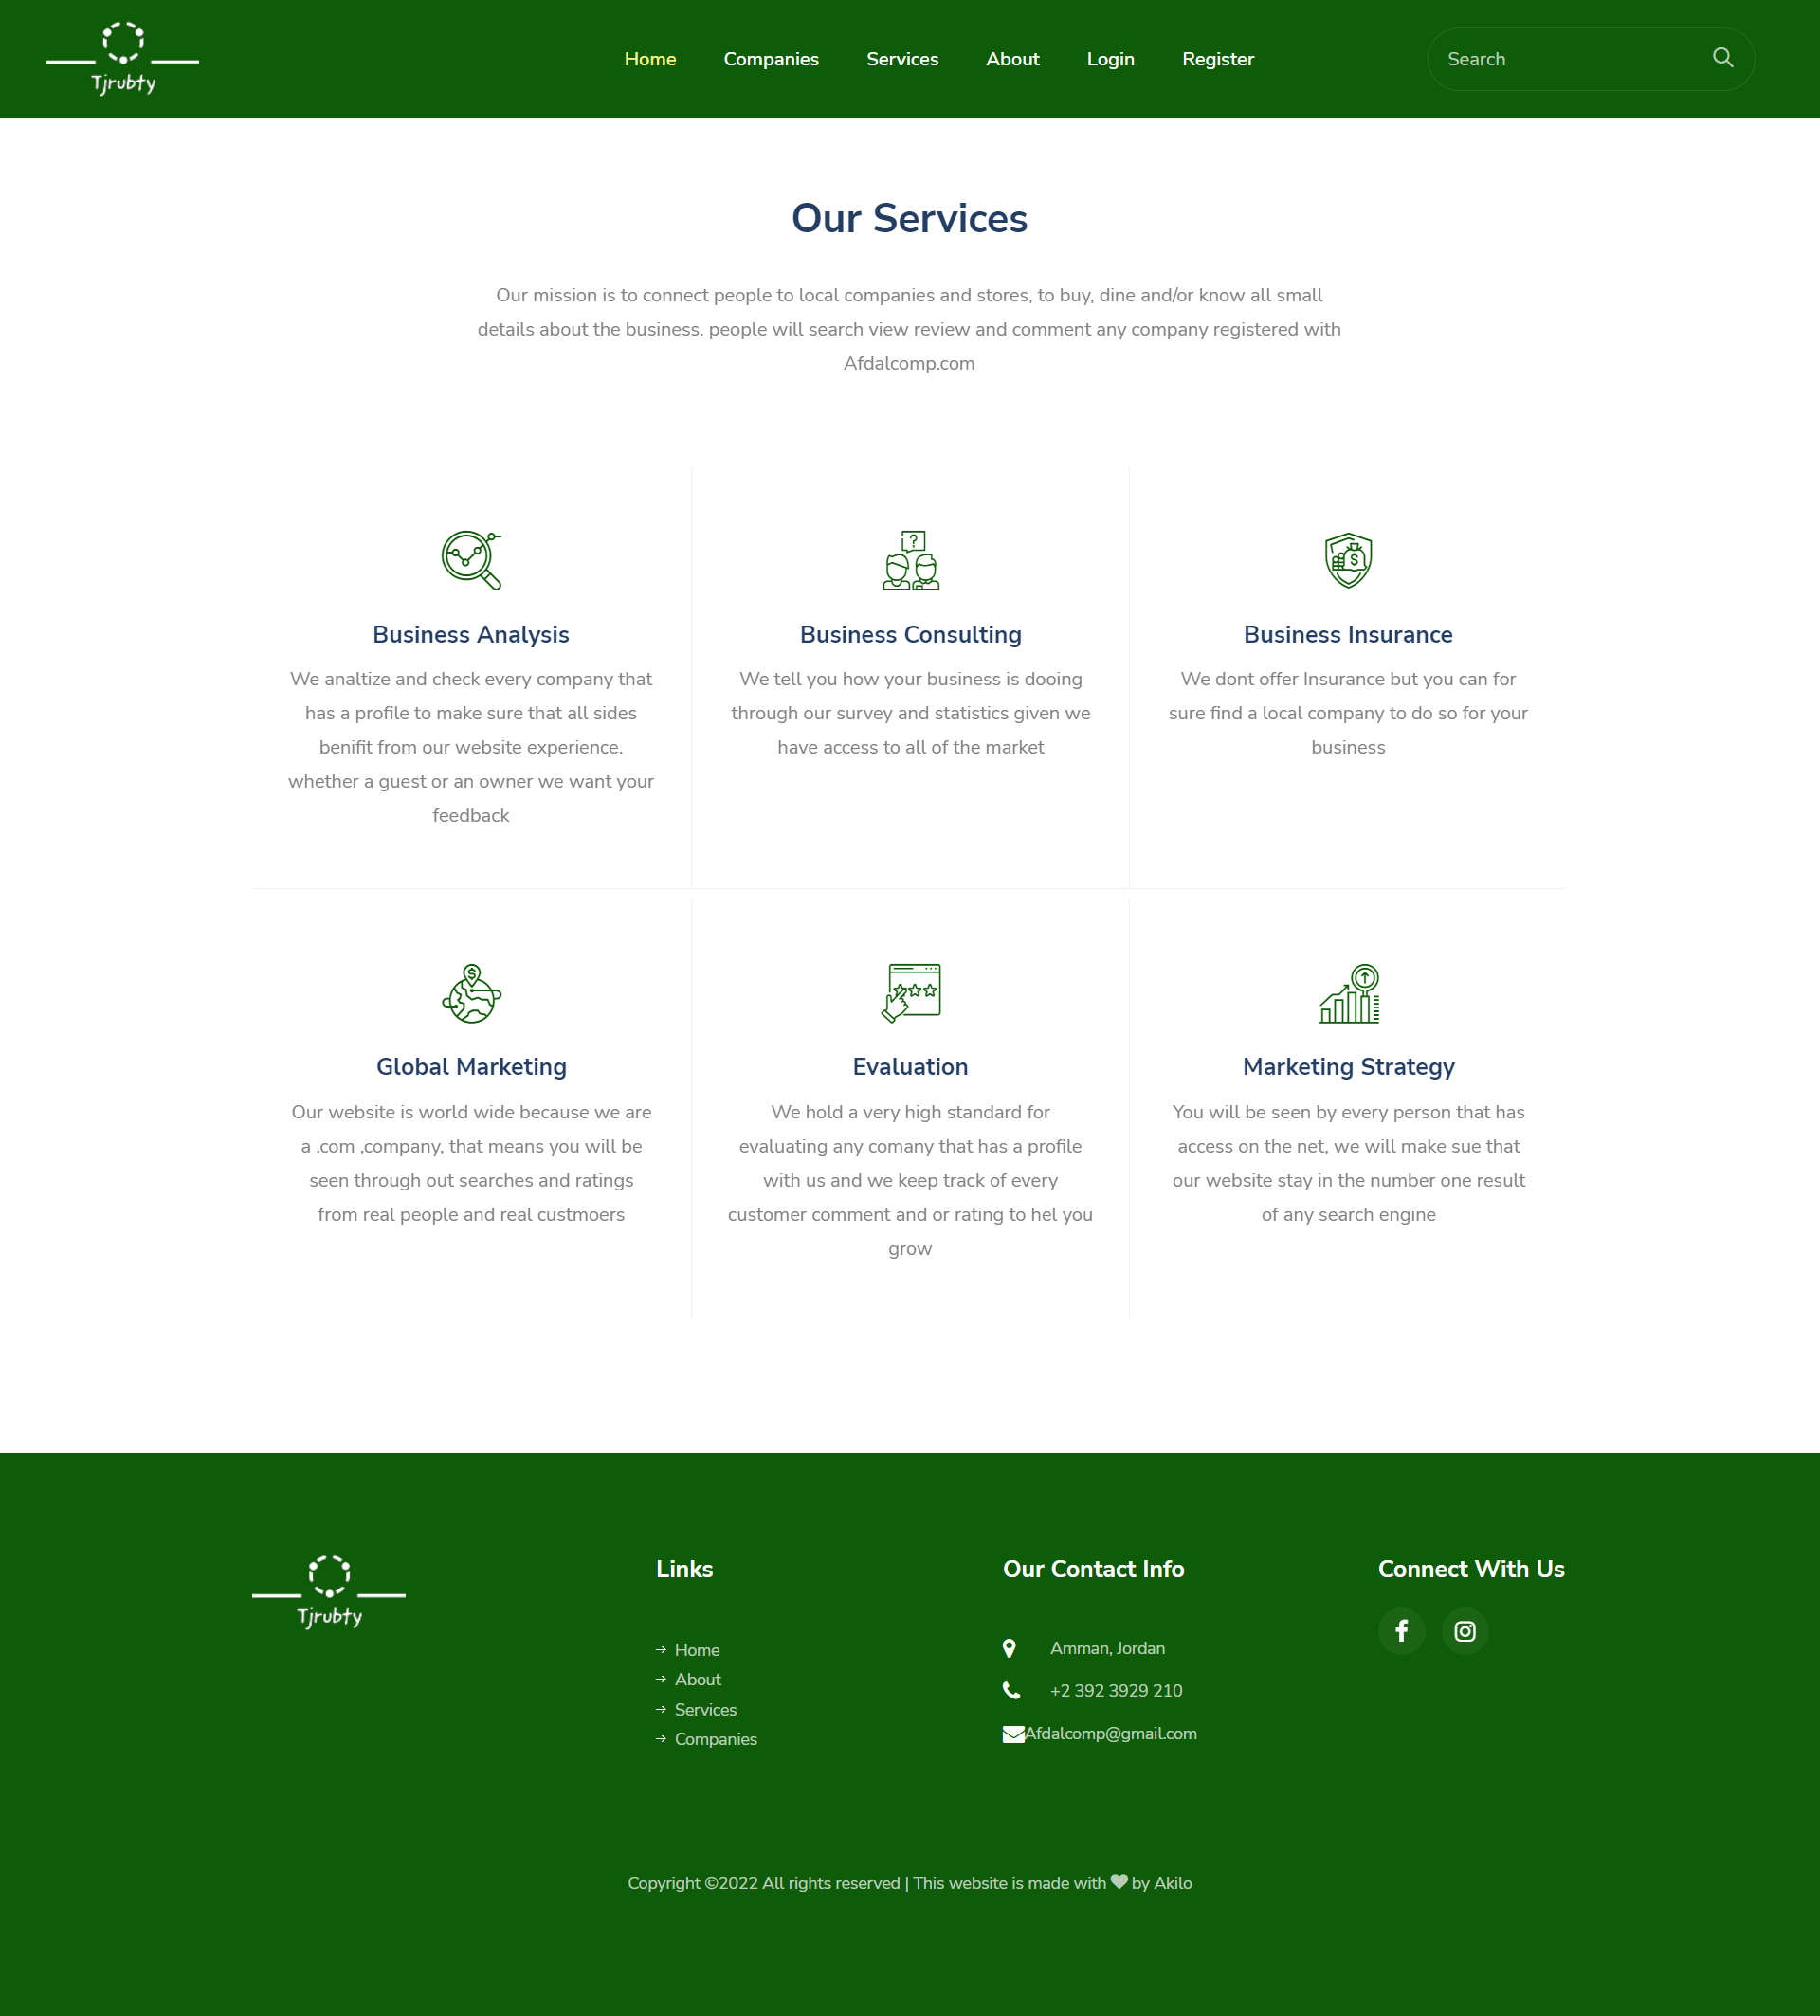 Tjrubty
Home Companies Services About Login Register Search
Our Services
Our mission is to connect people to local companies and stores, to buy, dine and/or know all small
details about the business. people will search view review and comment any company registered with
Afdalcomp.com
?
$
Business Analysis
We analtize and check every company that
has a profile to make sure that all sides
benifit from our website experience.
whether a guest or an owner we want your
feedback
Business Consulting
We tell you how your business is dooing
through our survey and statistics given we
have access to all of the market
Business Insurance
We dont offer Insurance but you can for
sure find a local company to do so for your
business
$
Global Marketing
Our website is world wide because we are
a .com ,company, that means you will be
seen through out searches and ratings
from real people and real custmoers
Evaluation
We hold a very high standard for
evaluating any comany that has a profile
with us and we keep track of every
customer comment and or rating to hel you
grow
Marketing Strategy
You will be seen by every person that has
access on the net, we will make sue that
our website stay in the number one result
of any search engine
Tjrubty
Links
Home
About
Services
Companies
Our Contact Info
Amman, Jordan
+2 392 3929 210
Afdalcomp@gmail.com
Connect With Us
Copyright ©2022 All rights reserved | This website is made with ♥ by Akilo